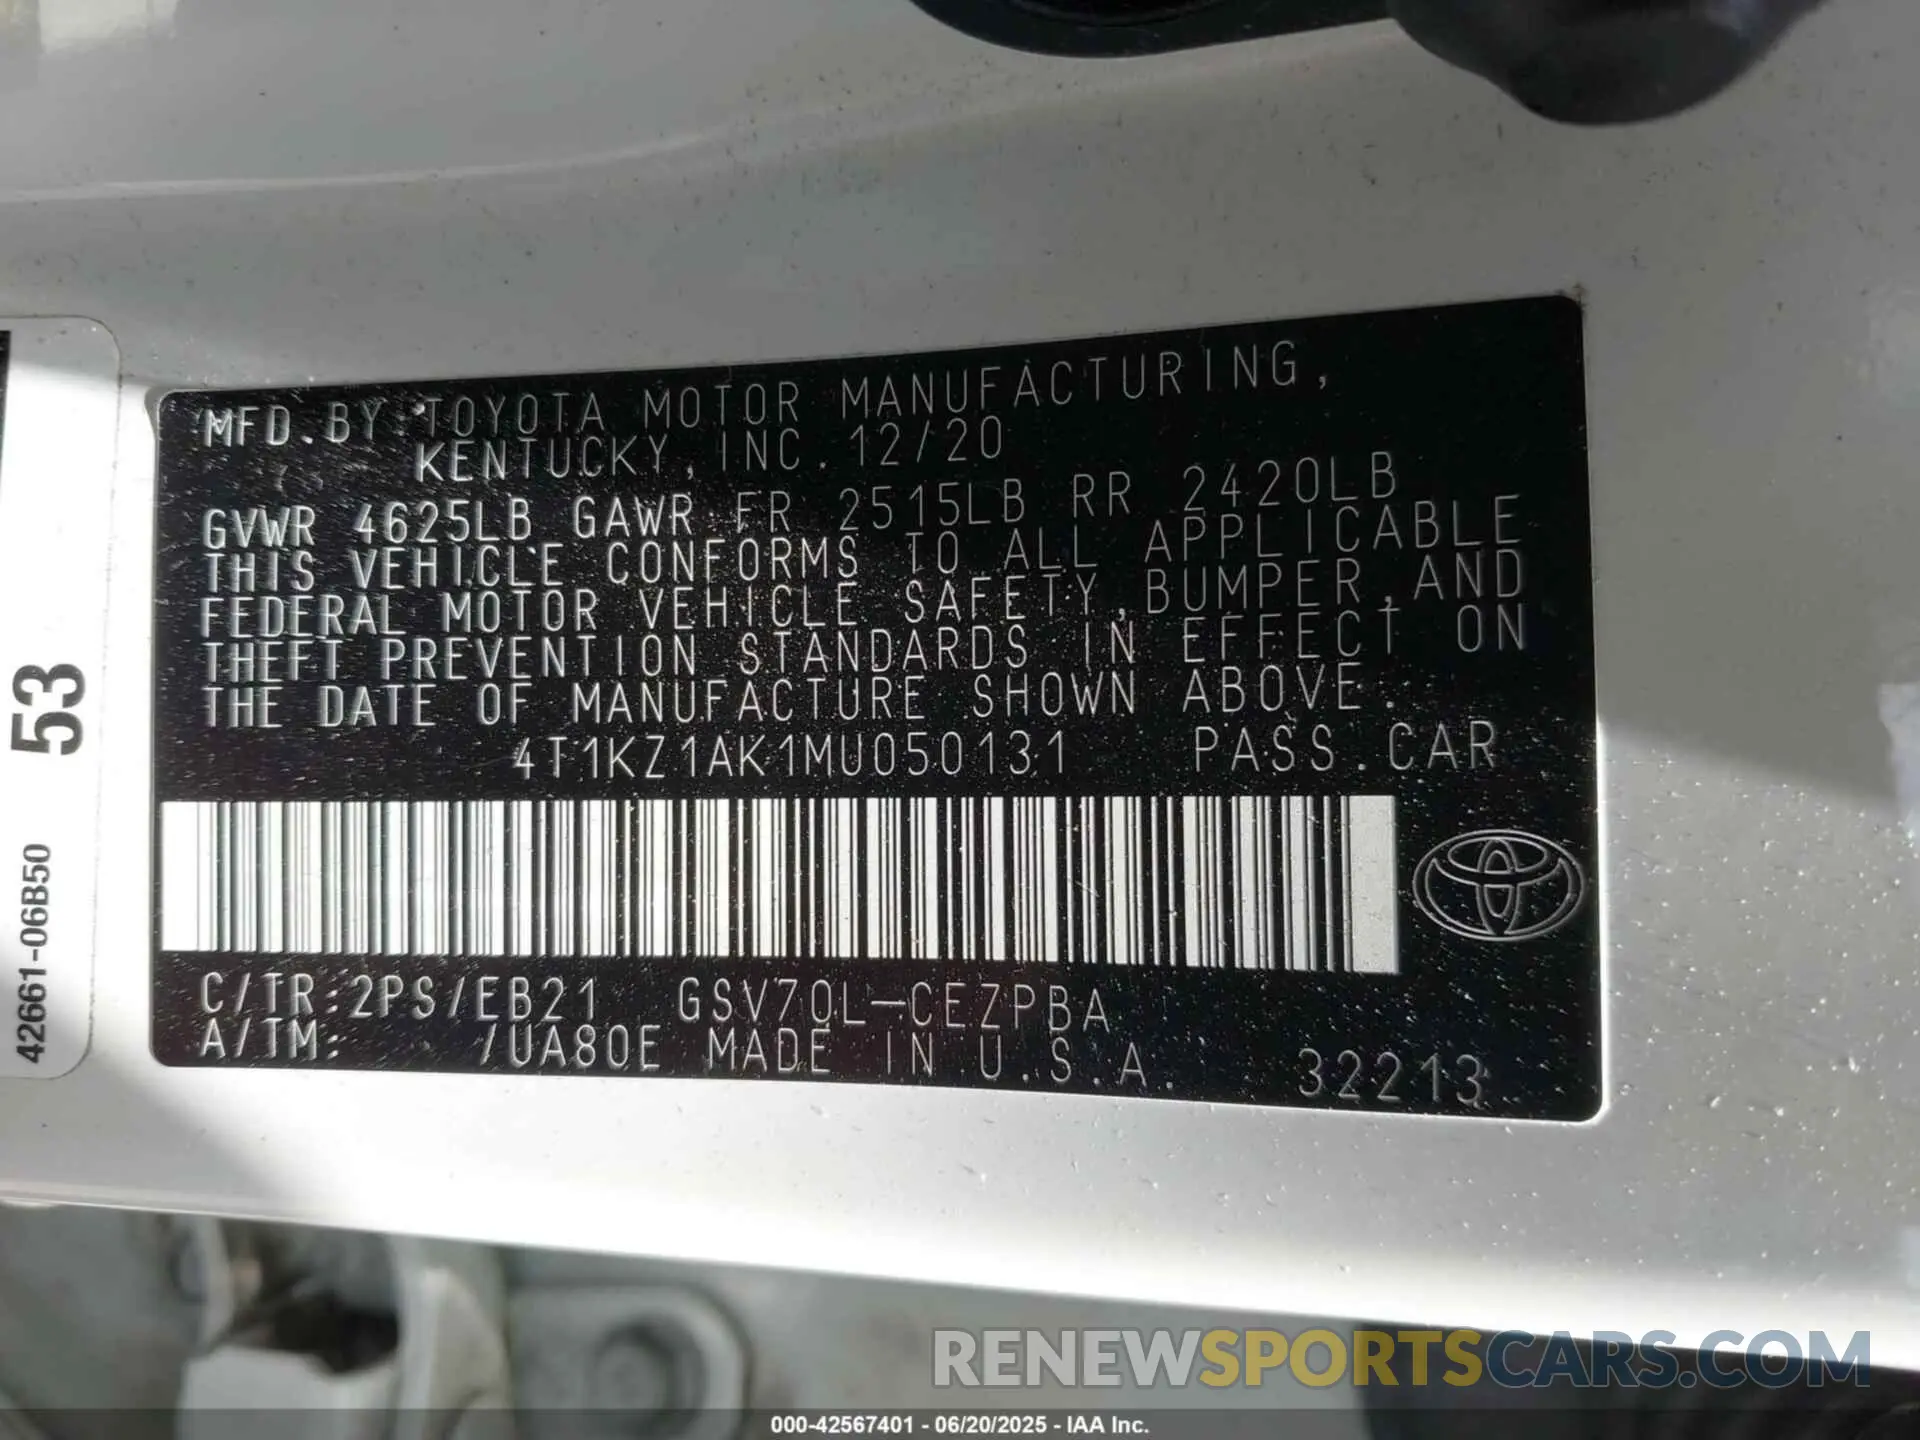 MFD.BY:TOYOTA MOTOR MANUFACTURING,
KENTUCKY, INC. 12/20
GVWR 4625LB GAWR FR 2515LB RR 2420LB
THIS VEHICLE CONFORMS TO ALL APPLICABLE
FEDERAL MOTOR VEHICLE SAFETY, BUMPER,AND
THEFT PREVENTION STANDARDS IN EFFECT ON
THE DATE OF MANUFACTURE SHOWN ABOVE.
4T1KZ1AK1MU050131 PASS.CAR
C/TR:2PS/EB21 GSV70L-CEZPBA
A/TM: /UA80E MADE IN U.S.A. 32213
53
42661-06B50
RENEWSPORTSCARS.COM
000-42567401 - 06/20/2025 - IAA Inc.